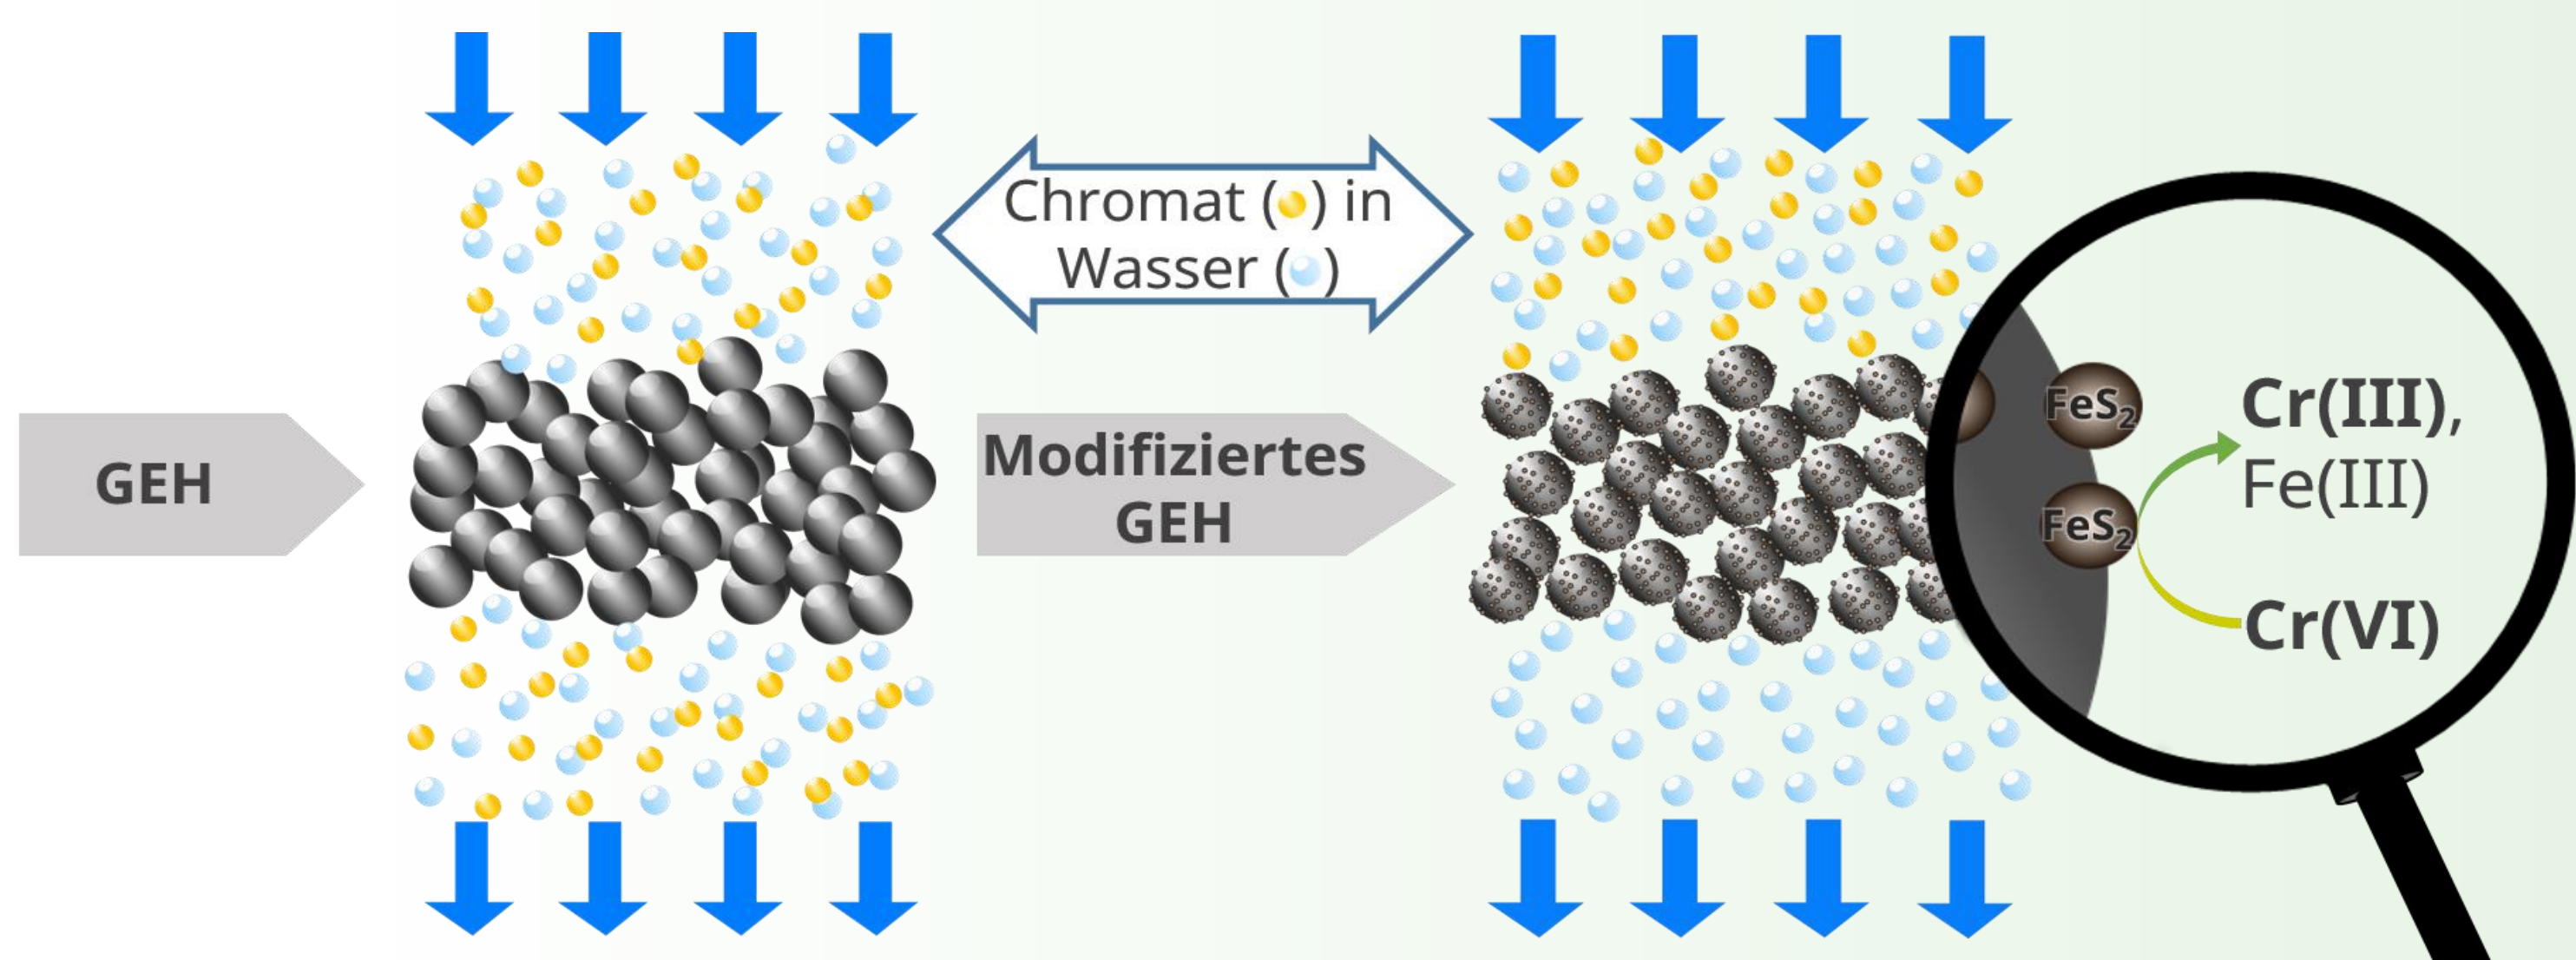 GEH
Chromat ( ) in
Wasser ( )
Modifiziertes
GEH
FeS₂
FeS₂
Cr(III),
Fe(III)
Cr(VI)